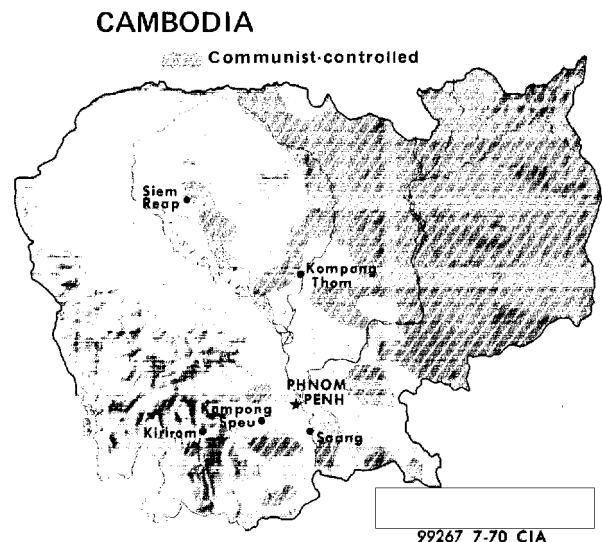 CAMBODIA
Communist-controlled
Siem
Reap
Kompong
Thom
PHNOM
PENH
Kompong
Speu
Kirirom
Saang
99267 7-70 CIA